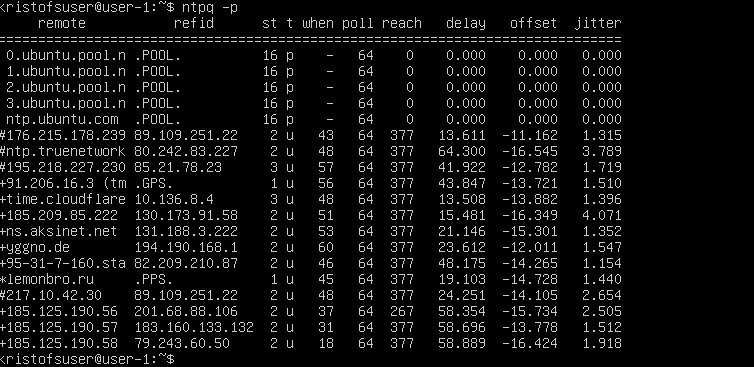 kristofsuser@user-1:~$ ntpq -p
     remote           refid      st t when poll reach   delay   offset  jitter
==============================================================================
 0.ubuntu.pool.n .POOL.          16 p    -   64    0    0.000    0.000   0.000
 1.ubuntu.pool.n .POOL.          16 p    -   64    0    0.000    0.000   0.000
 2.ubuntu.pool.n .POOL.          16 p    -   64    0    0.000    0.000   0.000
 3.ubuntu.pool.n .POOL.          16 p    -   64    0    0.000    0.000   0.000
 ntp.ubuntu.com  .POOL.          16 p    -   64    0    0.000    0.000   0.000
#176.215.178.239 89.109.251.22    2 u   43   64  377   13.611  -11.162   1.315
#ntp.truenetwork 80.242.83.227    2 u   48   64  377   64.300  -16.545   3.789
#195.218.227.230 85.21.78.23      3 u   57   64  377   41.922  -12.782   1.719
+91.206.16.3 (tm .GPS.            1 u   56   64  377   43.847  -13.721   1.510
+time.cloudflare 10.136.8.4       3 u   48   64  377   13.508  -13.882   1.396
+185.209.85.222  130.173.91.58    2 u   51   64  377   15.481  -16.349   4.071
+ns.aksinet.net  131.188.3.222    2 u   53   64  377   21.146  -15.301   1.352
+yggno.de        194.190.168.1    2 u   60   64  377   23.612  -12.011   1.547
+95-31-7-160.sta 82.209.210.87    2 u   46   64  377   48.175  -14.265   1.154
*lemonbro.ru     .PPS.            1 u   45   64  377   19.103  -14.728   1.440
#217.10.42.30    89.109.251.22    2 u   48   64  377   24.251  -14.105   2.654
+185.125.190.56  201.68.88.106    2 u   37   64  267   58.354  -15.734   2.505
+185.125.190.57  183.160.133.132  2 u   31   64  377   58.696  -13.778   1.512
+185.125.190.58  79.243.60.50     2 u   18   64  377   58.889  -16.424   1.918
kristofsuser@user-1:~$